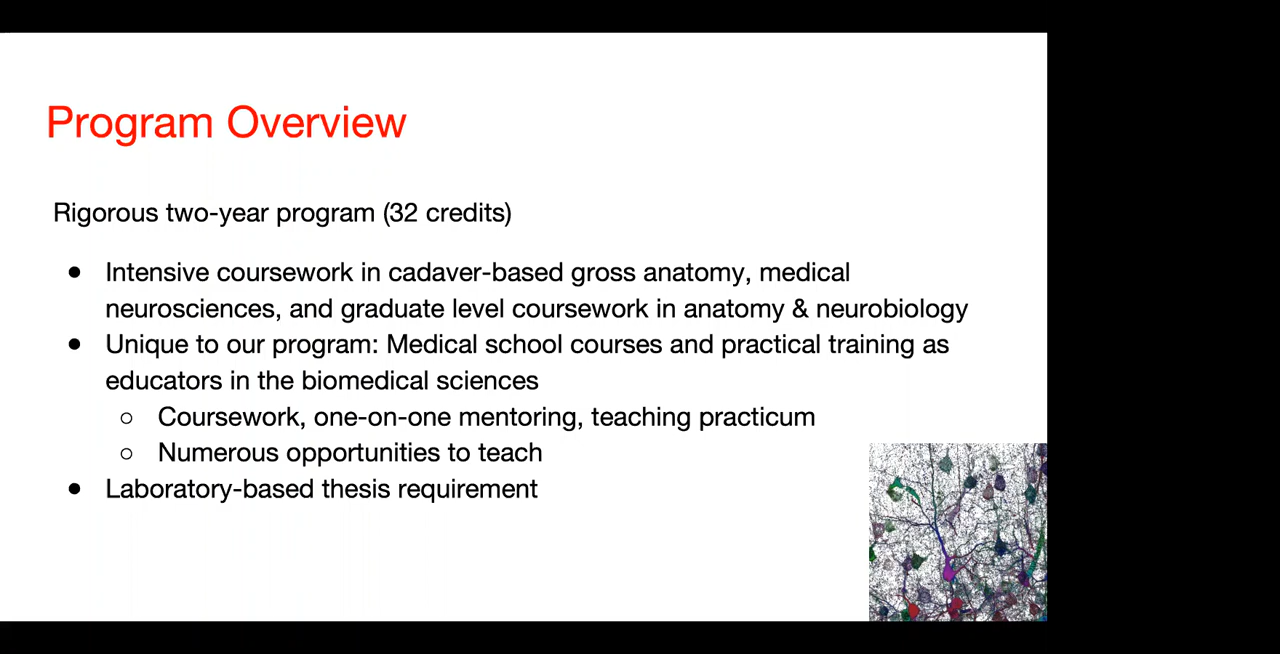 Program Overview
Rigorous two-year program (32 credits)
● Intensive coursework in cadaver-based gross anatomy, medical
neurosciences, and graduate level coursework in anatomy & neurobiology
● Unique to our program: Medical school courses and practical training as
educators in the biomedical sciences
○ Coursework, one-on-one mentoring, teaching practicum
○ Numerous opportunities to teach
● Laboratory-based thesis requirement